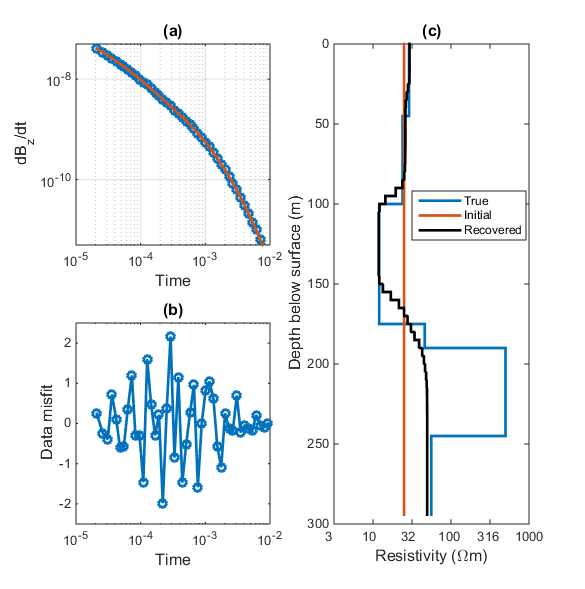 (a)
10^-8
10^-10
dB_z/dt
10^-5 10^-4 10^-3 10^-2
Time
(b)
2
1
0
-1
-2
Data misfit
10^-5 10^-4 10^-3 10^-2
Time
(c)
0
50
100
150
200
250
300
Depth below surface (m)
True
Initial
Recovered
3 10 32 100 316 1000
Resistivity (Ωm)